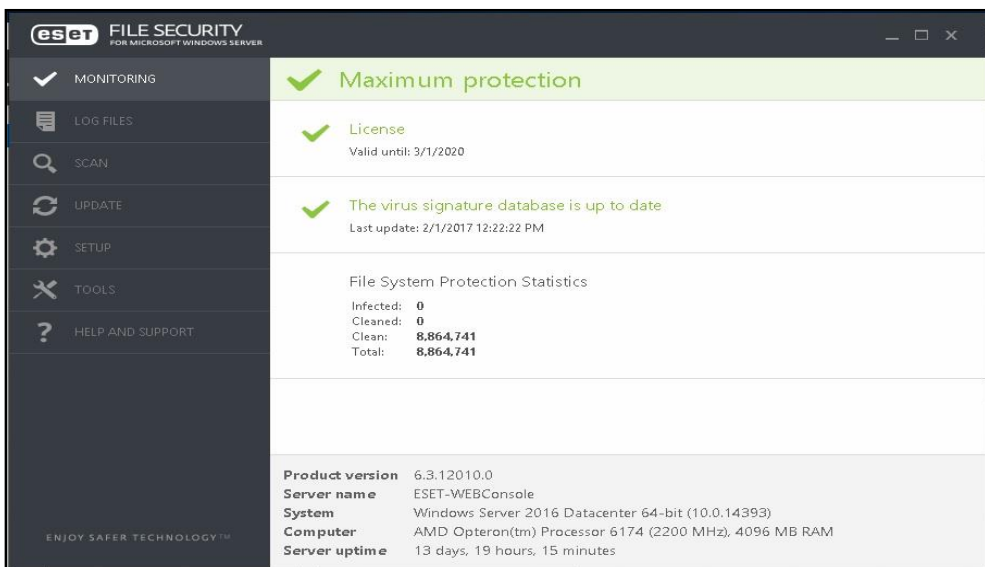 eset FILE SECURITY
FOR MICROSOFT WINDOWS SERVER
MONITORING
LOG FILES
SCAN
UPDATE
SETUP
TOOLS
HELP AND SUPPORT
ENJOY SAFER TECHNOLOGY™
Maximum protection
License
Valid until: 3/1/2020
The virus signature database is up to date
Last update: 2/1/2017 12:22:22 PM
File System Protection Statistics
Infected: 0
Cleaned: 0
Clean: 8,864,741
Total: 8,864,741
Product version 6.3.12010.0
Server name ESET-WEBConsole
System Windows Server 2016 Datacenter 64-bit (10.0.14393)
Computer AMD Opteron(tm) Processor 6174 (2200 MHz), 4096 MB RAM
Server uptime 13 days, 19 hours, 15 minutes